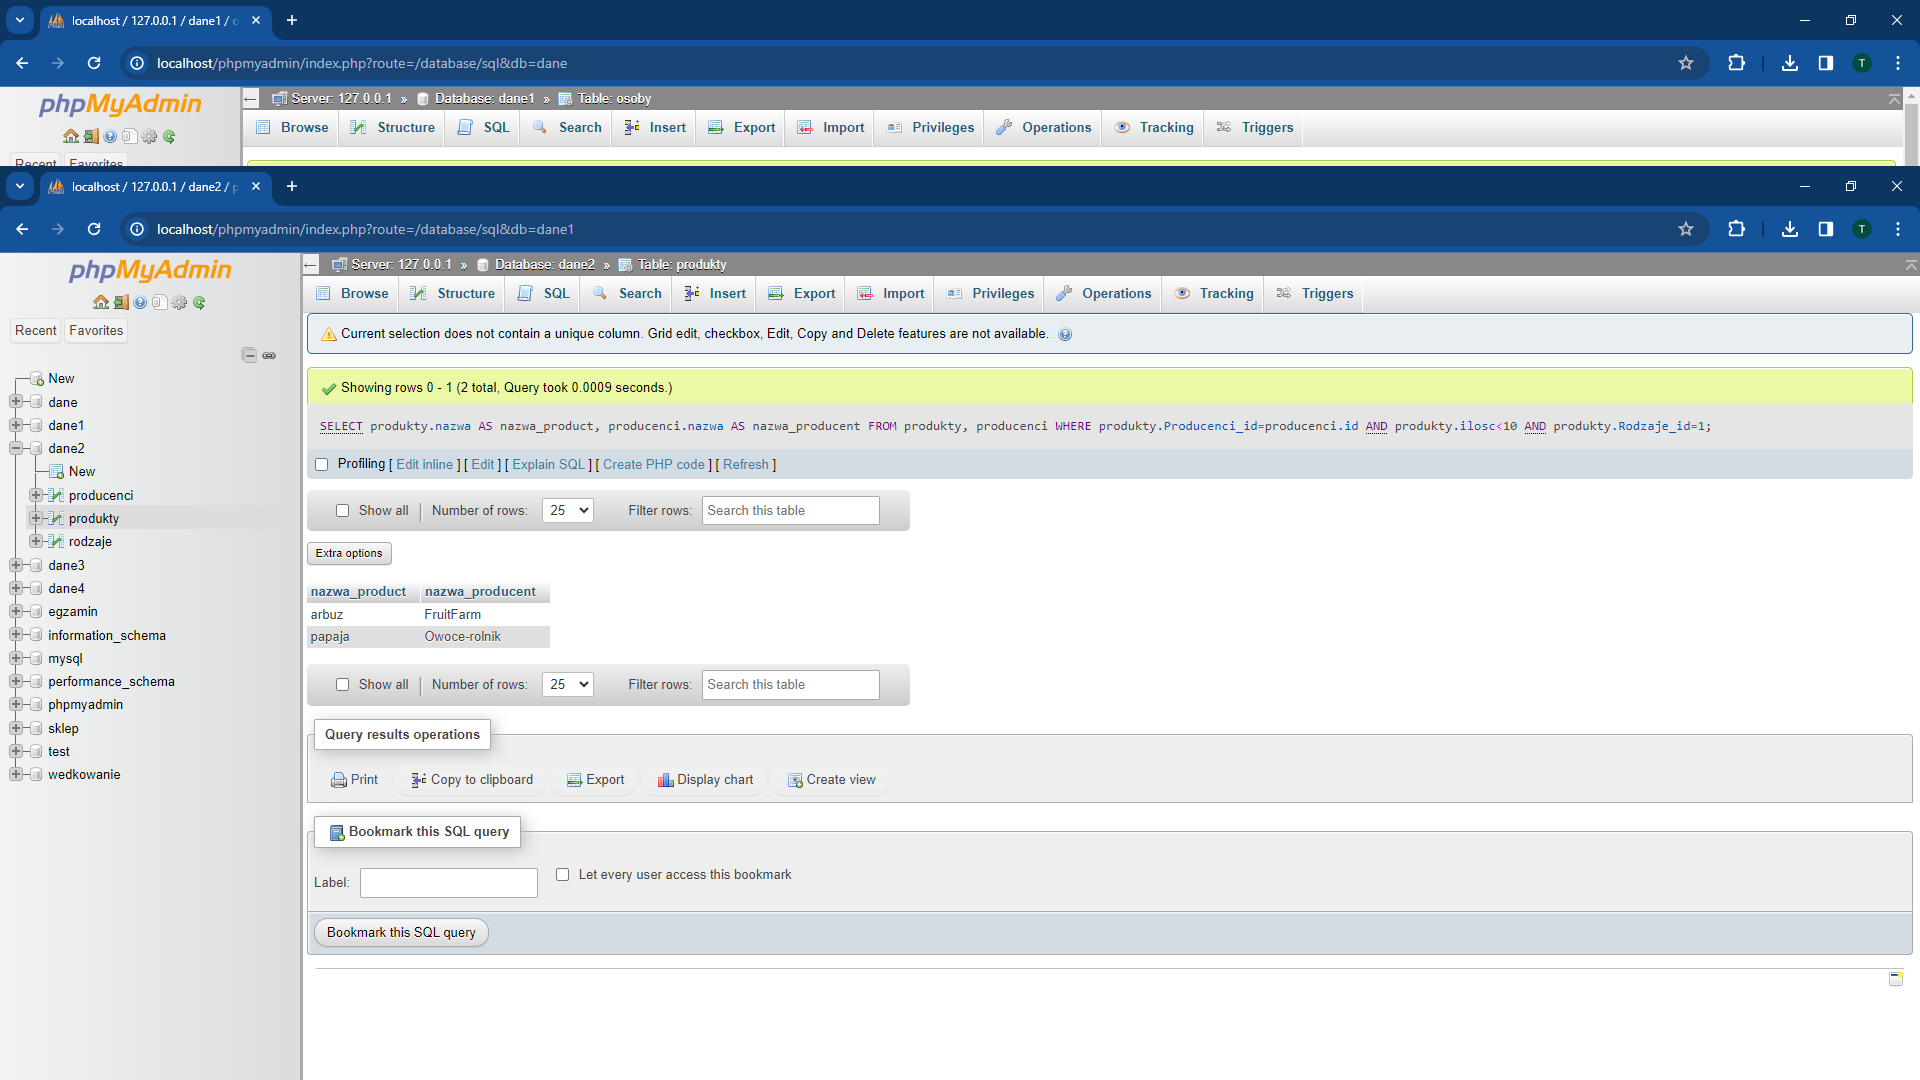 localhost / 127.0.0.1 / dane1 / o
localhost/phpmyadmin/index.php?route=/database/sql&db=dane
T
phpMyAdmin
Recent Favorites
Server: 127.0.0.1 » Database: dane1 » Table: osoby
Browse Structure SQL Search Insert Export Import Privileges Operations Tracking Triggers
localhost / 127.0.0.1 / dane2 / p
localhost/phpmyadmin/index.php?route=/database/sql&db=dane1
T
phpMyAdmin
Recent Favorites
New
dane
dane1
dane2
New
producenci
produkty
rodzaje
dane3
dane4
egzamin
information_schema
mysql
performance_schema
phpmyadmin
sklep
test
wedkowanie
Server: 127.0.0.1 » Database: dane2 » Table: produkty
Browse Structure SQL Search Insert Export Import Privileges Operations Tracking Triggers
Current selection does not contain a unique column. Grid edit, checkbox, Edit, Copy and Delete features are not available.
Showing rows 0 - 1 (2 total, Query took 0.0009 seconds.)
SELECT produkty.nazwa AS nazwa_product, producenci.nazwa AS nazwa_producent FROM produkty, producenci WHERE produkty.Producenci_id=producenci.id AND produkty.ilosc<10 AND produkty.Rodzaje_id=1;
Profiling [ Edit inline ] [ Edit ] [ Explain SQL ] [ Create PHP code ] [ Refresh ]
Show all | Number of rows: 25 Filter rows: Search this table
Extra options
nazwa_product nazwa_producent
arbuz FruitFarm
papaja Owoce-rolnik
Show all | Number of rows: 25 Filter rows: Search this table
Query results operations
Print Copy to clipboard Export Display chart Create view
Bookmark this SQL query
Label: Let every user access this bookmark
Bookmark this SQL query